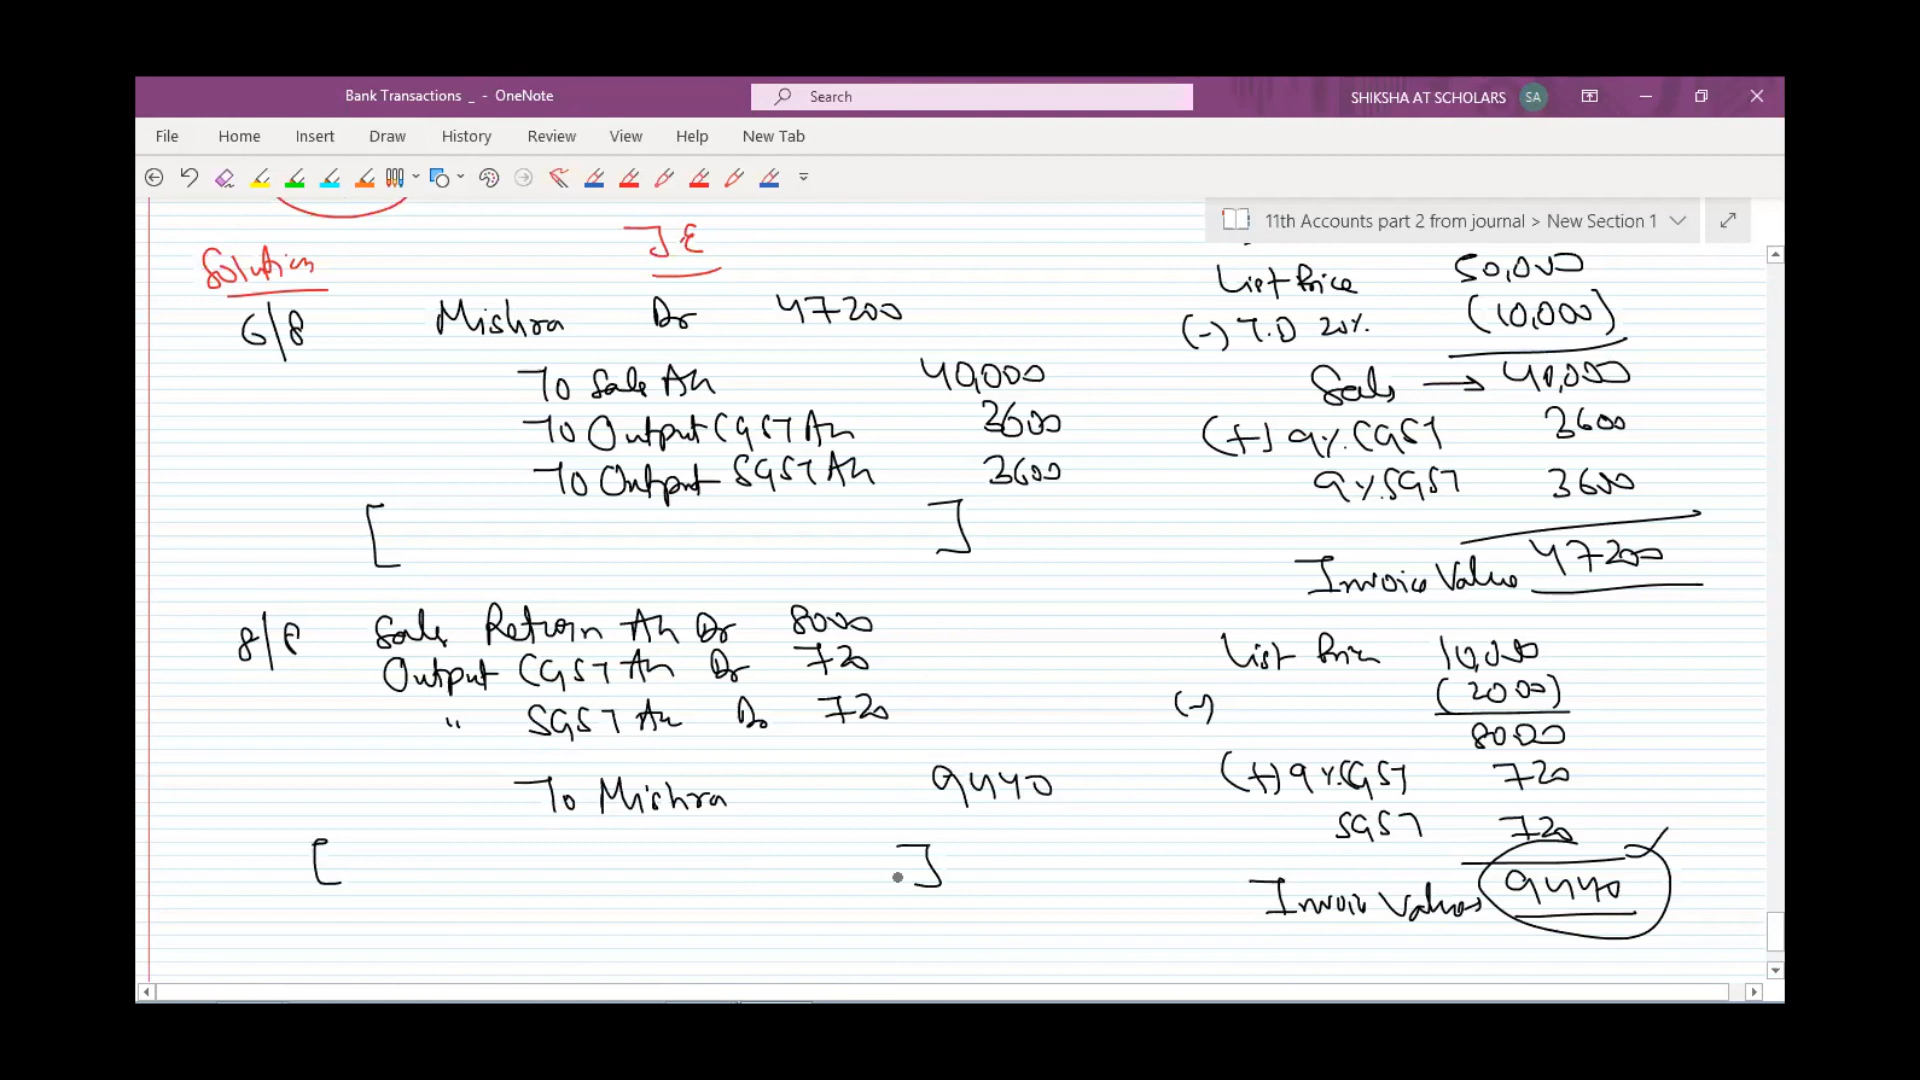 Bank Transactions _ - OneNote
Search
SHIKSHA AT SCHOLARS SA
File Home Insert Draw History Review View Help New Tab
11th Accounts part 2 from journal > New Section 1
Solution
J E
6/8 Mishra Dr 47200
To Sale A/c 40,000
To Output CGST A/c 3600
To Output SGST A/c 3600
[ ]
8/8 Sales Return A/c Dr 8000
Output CGST A/c Dr 720
" SGST A/c Dr 720
To Mishra 9440
[ ]
List Price 50,000
(-) T.D 20% (10,000)
Sales → 40,000
(+) 9% CGST 3600
9% SGST 3600
Invoice Value 47200
List Price 10,000
(-) (2000)
8000
(+) 9% CGST 720
SGST 720
Invoice Value 9440